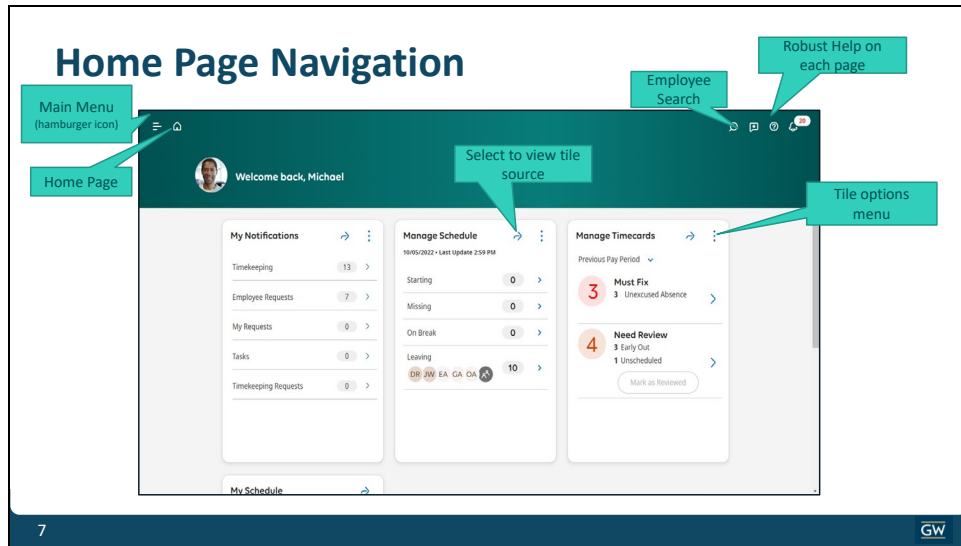 Home Page Navigation
Robust Help on
each page
Employee
Search
Main Menu
(hamburger icon)
20
Home Page
Welcome back, Michael
Select to view tile
source
Tile options
menu
My Notifications
Timekeeping 13
Employee Requests 7
My Requests 0
Tasks 0
Timekeeping Requests 0
Manage Schedule
10/05/2022 • Last Update 2:59 PM
Starting 0
Missing 0
On Break 0
Leaving
DR JW EA GA OA 10
Manage Timecards
Previous Pay Period
3 Must Fix
3 Unexcused Absence
4 Need Review
3 Early Out
1 Unscheduled
Mark as Reviewed
My Schedule
7
GW